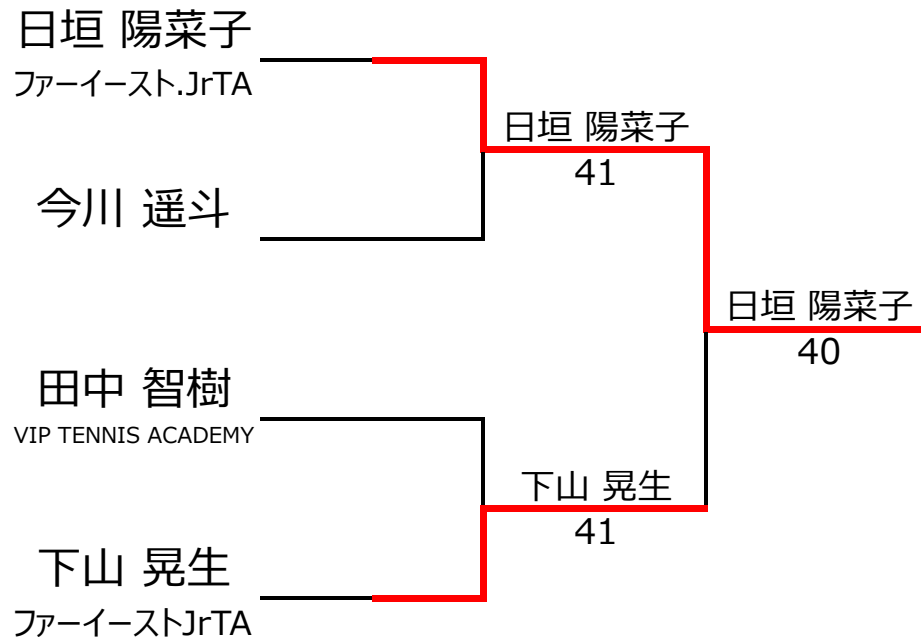 日垣 陽菜子
ファーイースト.JrTA
日垣 陽菜子
41
今川 遥斗
日垣 陽菜子
40
田中 智樹
VIP TENNIS ACADEMY
下山 晃生
41
下山 晃生
ファーイーストJrTA